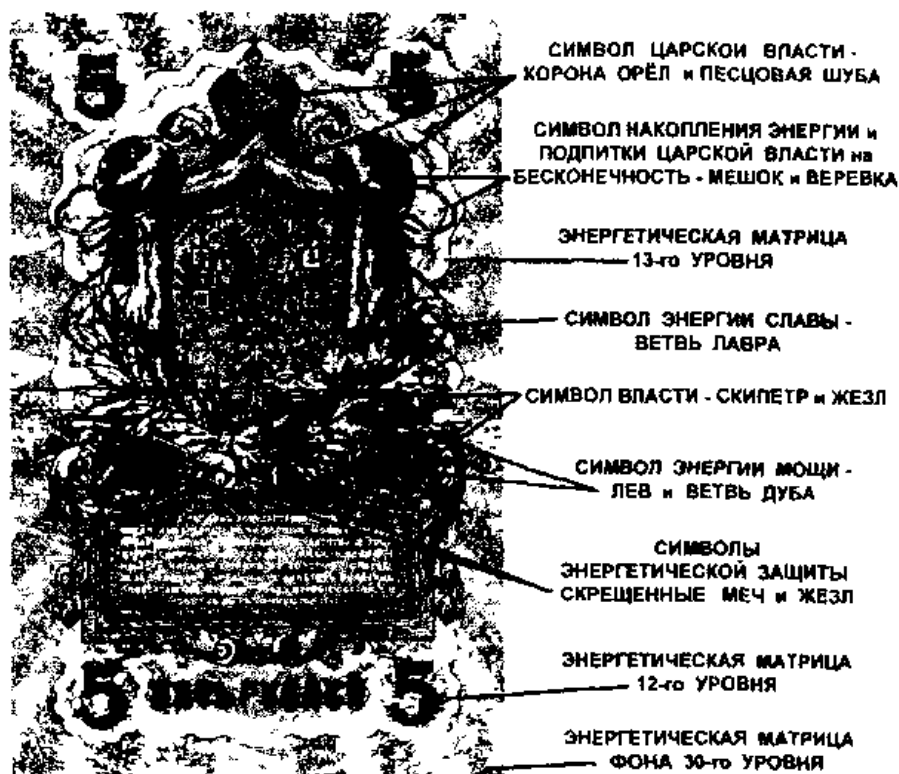 5 5
СИМВОЛ ЦАРСКОЙ ВЛАСТИ -
КОРОНА ОРЁЛ и ПЕСЦОВАЯ ШУБА
СИМВОЛ НАКОПЛЕНИЯ ЭНЕРГИИ и
ПОДПИТКИ ЦАРСКОЙ ВЛАСТИ на
БЕСКОНЕЧНОСТЬ - МЕШОК и ВЕРЕВКА
ЭНЕРГЕТИЧЕСКАЯ МАТРИЦА
13-го УРОВНЯ
СИМВОЛ ЭНЕРГИИ СЛАВЫ -
ВЕТВЬ ЛАВРА
СИМВОЛ ВЛАСТИ - СКИПЕТР и ЖЕЗЛ
СИМВОЛ ЭНЕРГИИ МОЩИ -
ЛЕВ и ВЕТВЬ ДУБА
СИМВОЛЫ
ЭНЕРГЕТИЧЕСКОЙ ЗАЩИТЫ
СКРЕЩЕННЫЕ МЕЧ и ЖЕЗЛ
ЭНЕРГЕТИЧЕСКАЯ МАТРИЦА
12-го УРОВНЯ
5 5
ЭНЕРГЕТИЧЕСКАЯ МАТРИЦА
ФОНА 30-го УРОВНЯ